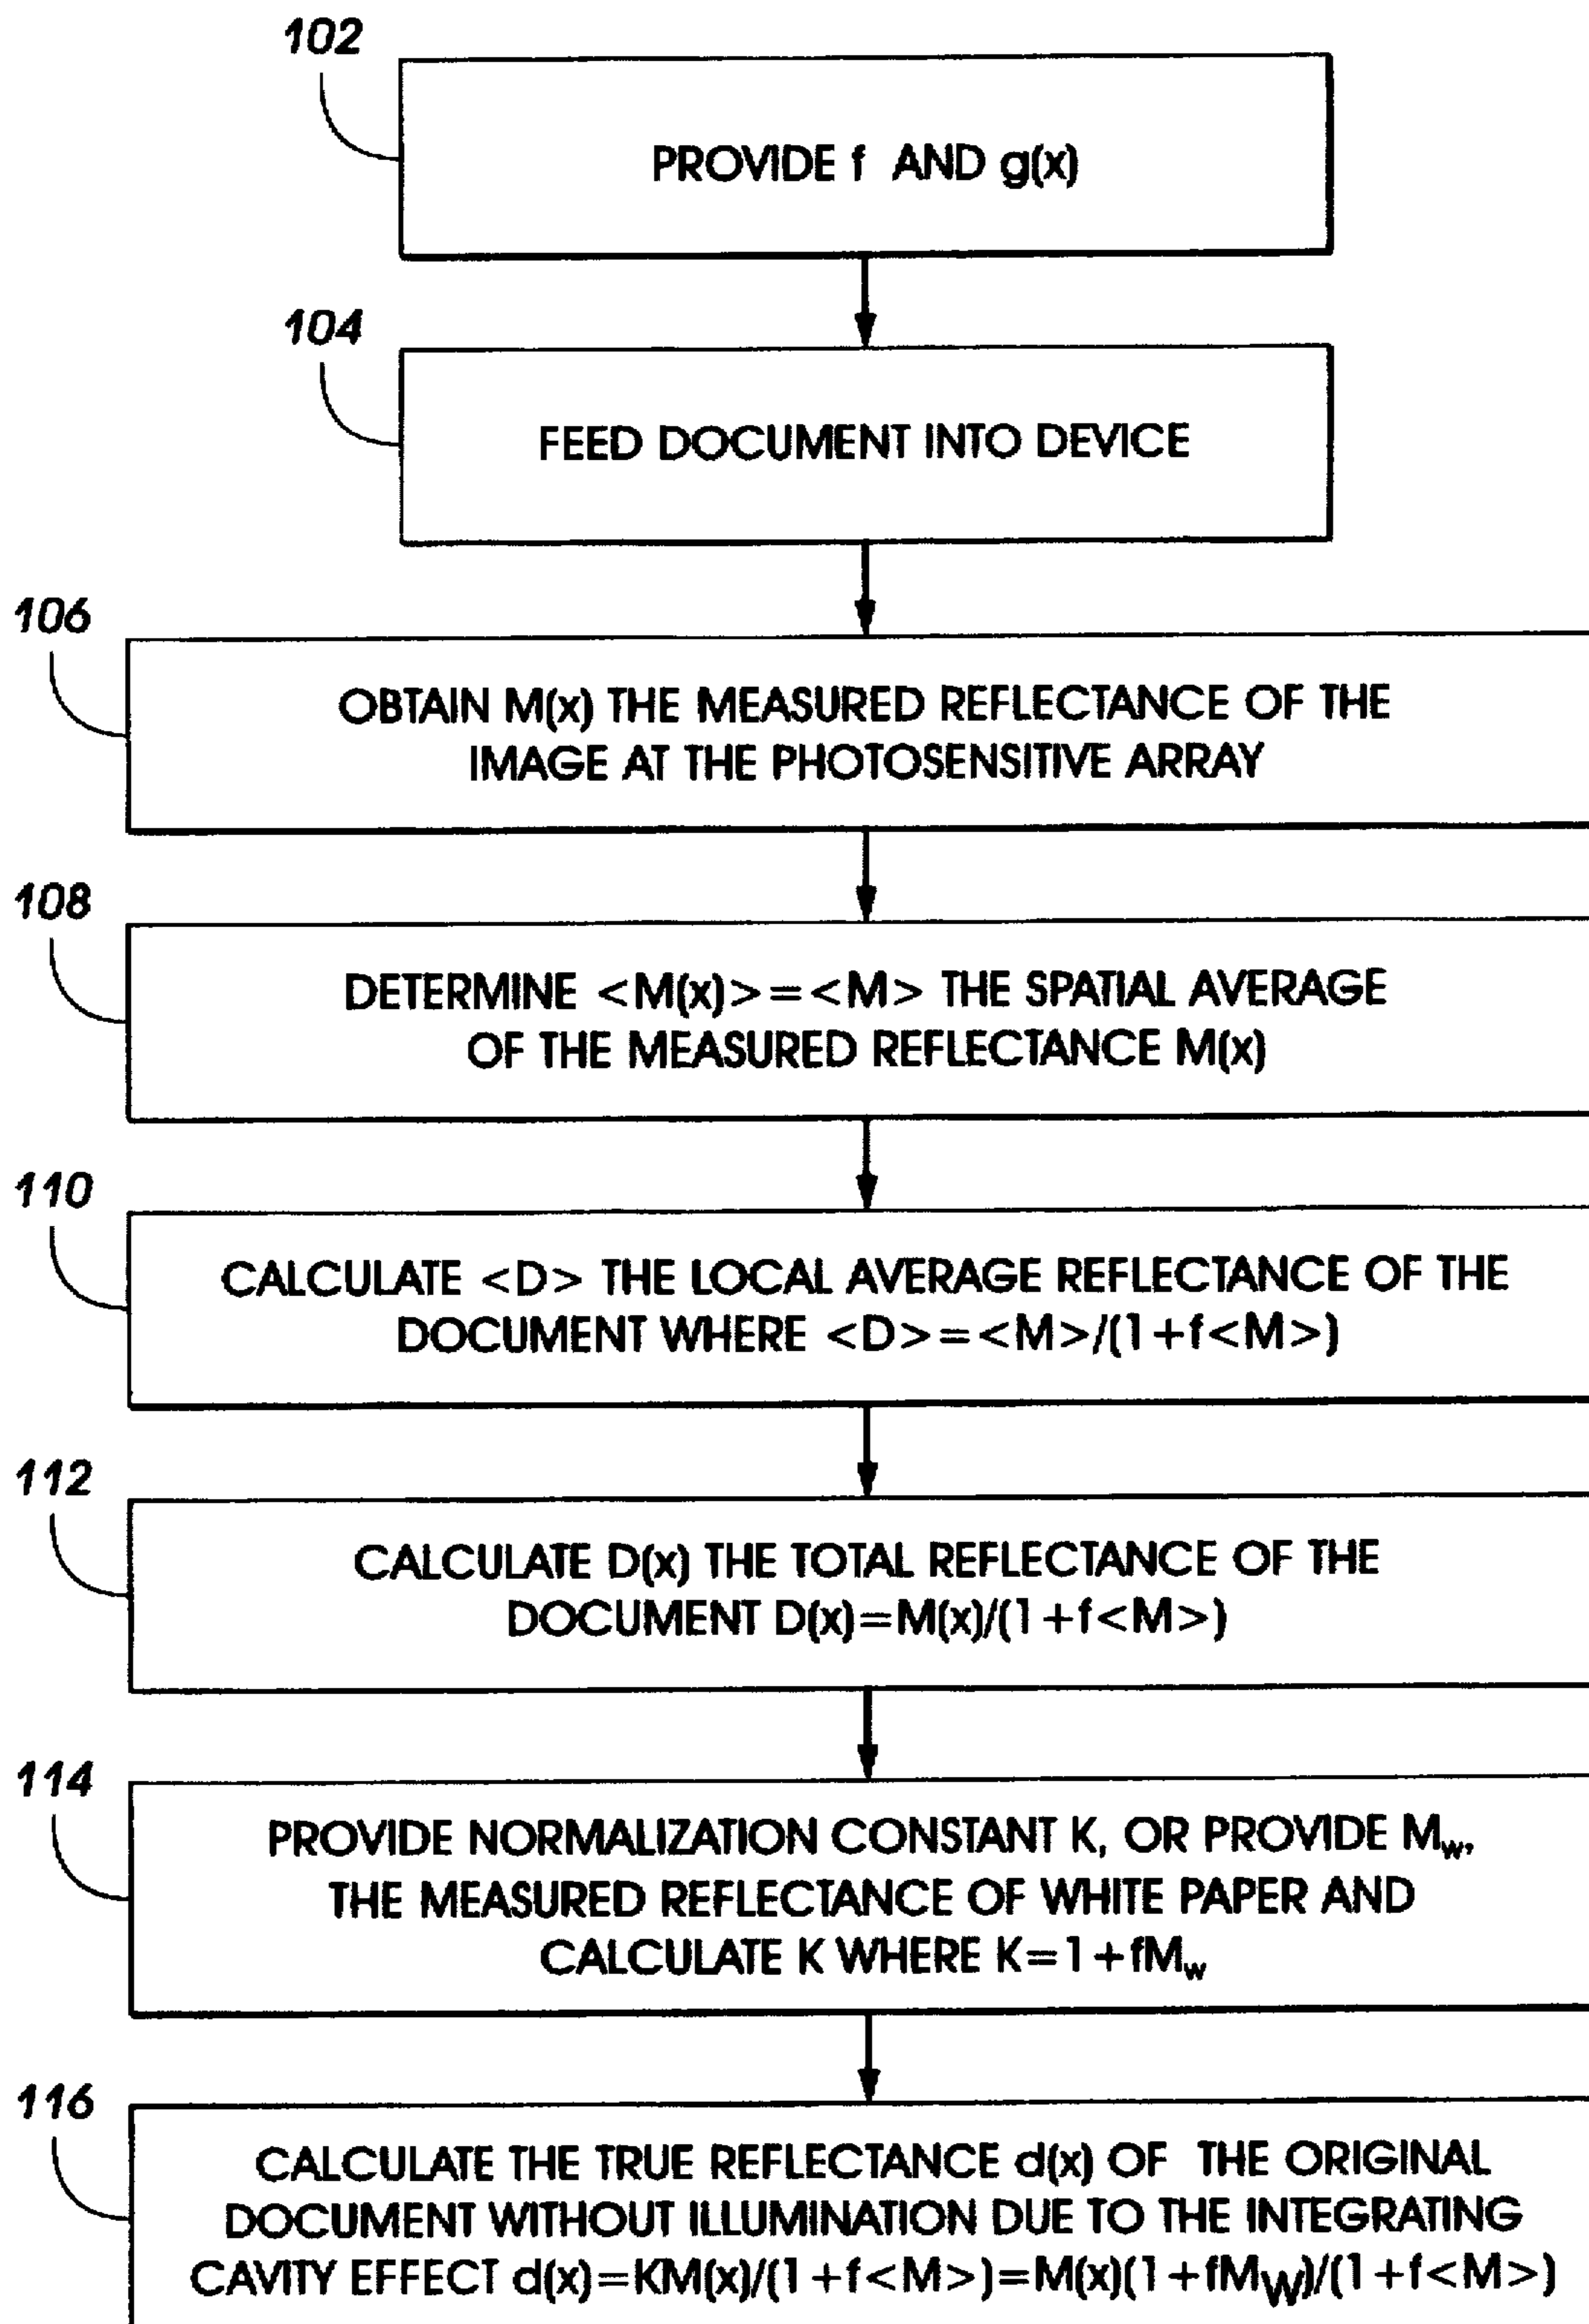 102
PROVIDE f AND g(x)
104
FEED DOCUMENT INTO DEVICE
106
OBTAIN M(x) THE MEASURED REFLECTANCE OF THE
IMAGE AT THE PHOTOSENSITIVE ARRAY
108
DETERMINE <M(x)>=<M> THE SPATIAL AVERAGE
OF THE MEASURED REFLECTANCE M(x)
110
CALCULATE <D> THE LOCAL AVERAGE REFLECTANCE OF THE
DOCUMENT WHERE <D>=<M>/(1+f<M>)
112
CALCULATE D(x) THE TOTAL REFLECTANCE OF THE
DOCUMENT D(x)=M(x)/(1+f<M>)
114
PROVIDE NORMALIZATION CONSTANT K, OR PROVIDE Mw,
THE MEASURED REFLECTANCE OF WHITE PAPER AND
CALCULATE K WHERE K=1+fMw
116
CALCULATE THE TRUE REFLECTANCE d(x) OF THE ORIGINAL
DOCUMENT WITHOUT ILLUMINATION DUE TO THE INTEGRATING
CAVITY EFFECT d(x)=KM(x)/(1+f<M>)=M(x)(1+fMW)/(1+f<M>)